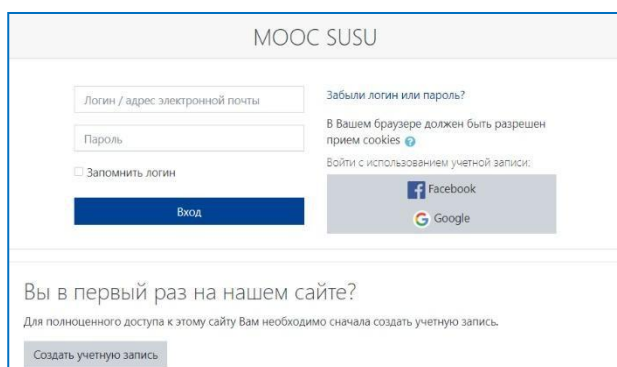 MOOC SUSU
Логин / адрес электронной почты
Пароль
Запомнить логин
Вход
Забыли логин или пароль?
В Вашем браузере должен быть разрешен
прием cookies
Войти с использованием учетной записи:
Facebook
Google
Вы в первый раз на нашем сайте?
Для полноценного доступа к этому сайту Вам необходимо сначала создать учетную запись.
Создать учетную запись